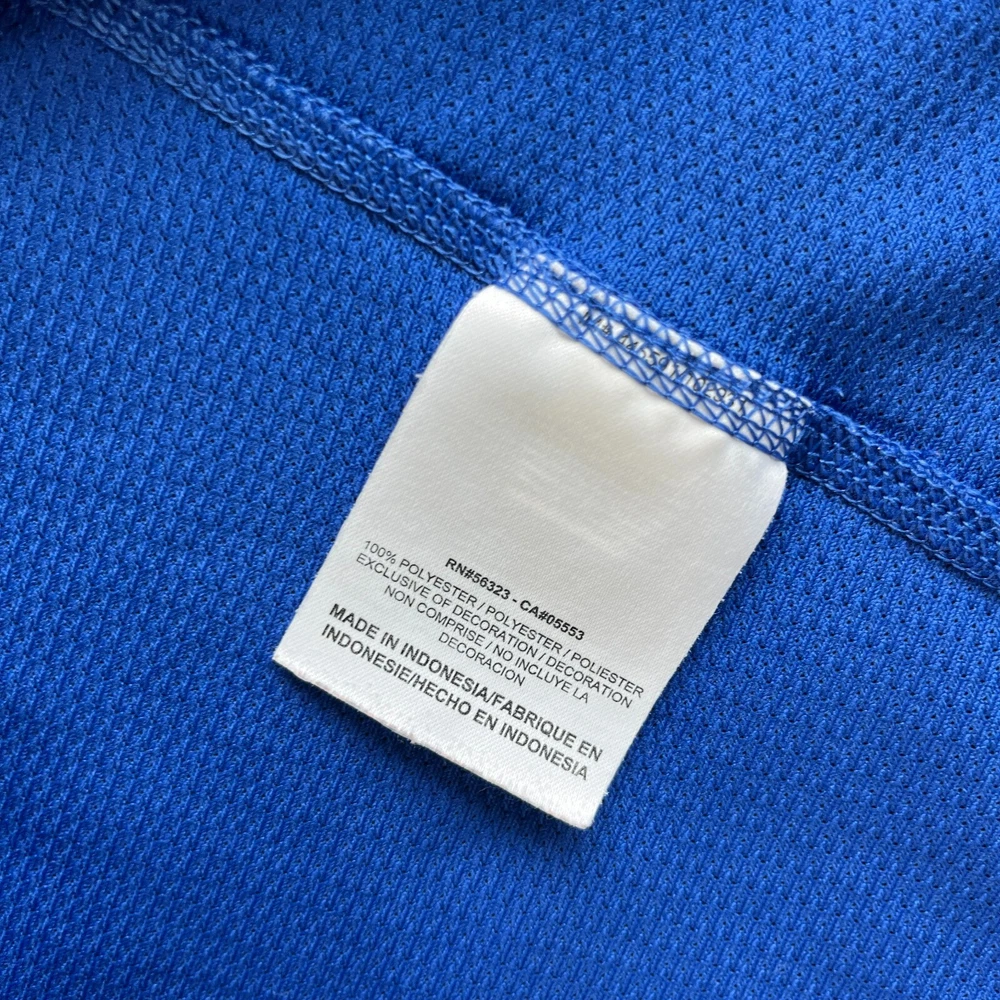 RN#56323 - CA#05553
100% POLYESTER / POLYESTER / POLIESTER
EXCLUSIVE OF DECORATION / DECORATION
NON COMPRISE / NO INCLUYE LA
DECORACION
MADE IN INDONESIA/FABRIQUE EN
INDONESIE/HECHO EN INDONESIA